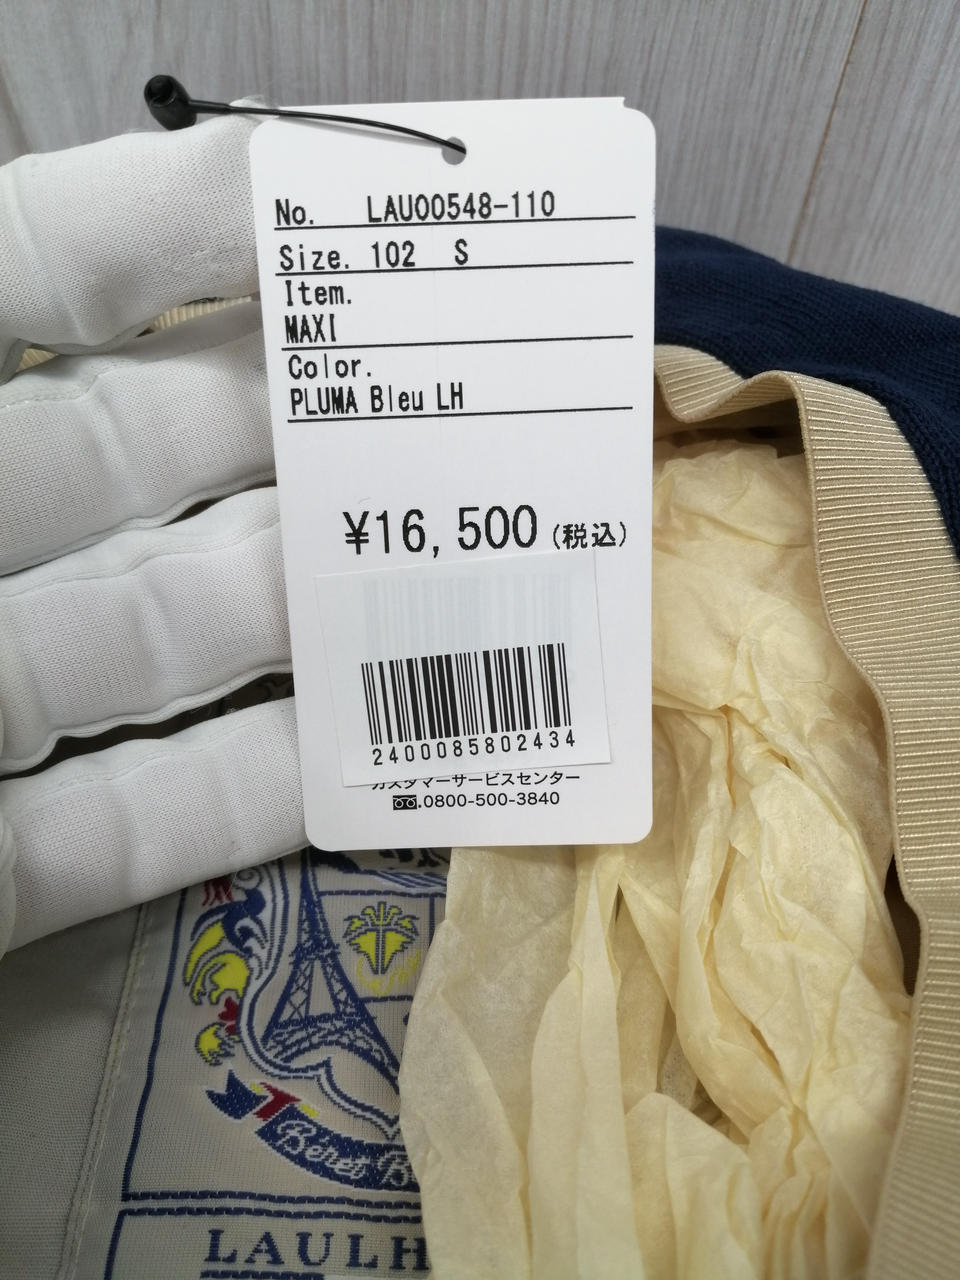 No. LAU00548-110
Size. 102 S
Item.
MAXI
Color.
PLUMA Bleu LH
¥16,500(税込)
2400085802434
カスタマーサービスセンター
.0800-500-3840
Béret
LAULH